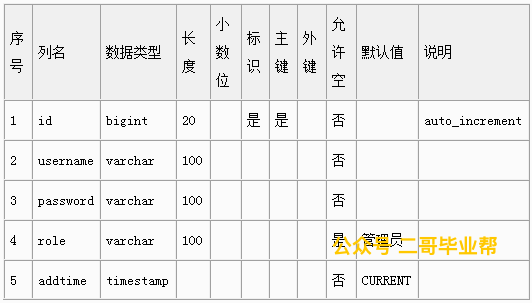 序号 列名 数据类型 长度 小数位 标识 主键 外键 允许空 默认值 说明
1 id bigint 20 是 是 否 auto_increment
2 username varchar 100 否
3 password varchar 100 否
4 role varchar 100 是 管理员
公众号 二哥毕业帮
5 addtime timestamp 否 CURRENT